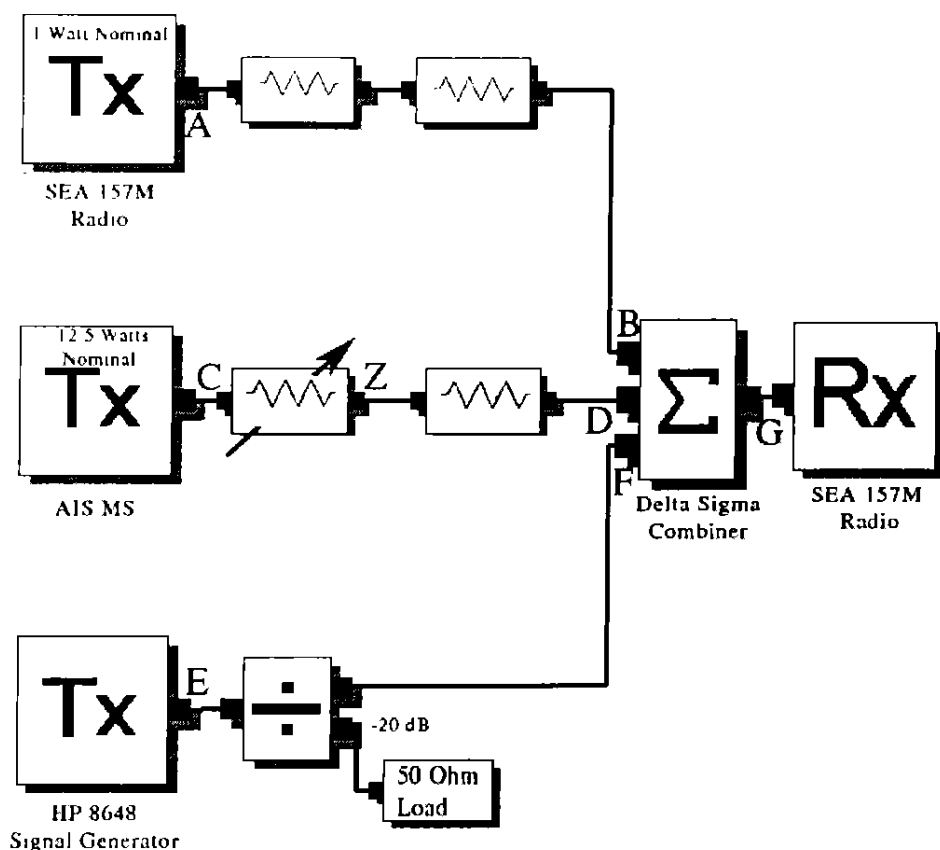 1 Watt Nominal
Tx
A
SEA 157M
Radio
12.5 Watts
Nominal
Tx
C
Z
AIS MS
B
D
F
Σ
G
Delta Sigma
Combiner
Rx
SEA 157M
Radio
Tx
E
-20 dB
50 Ohm
Load
HP 8648
Signal Generator